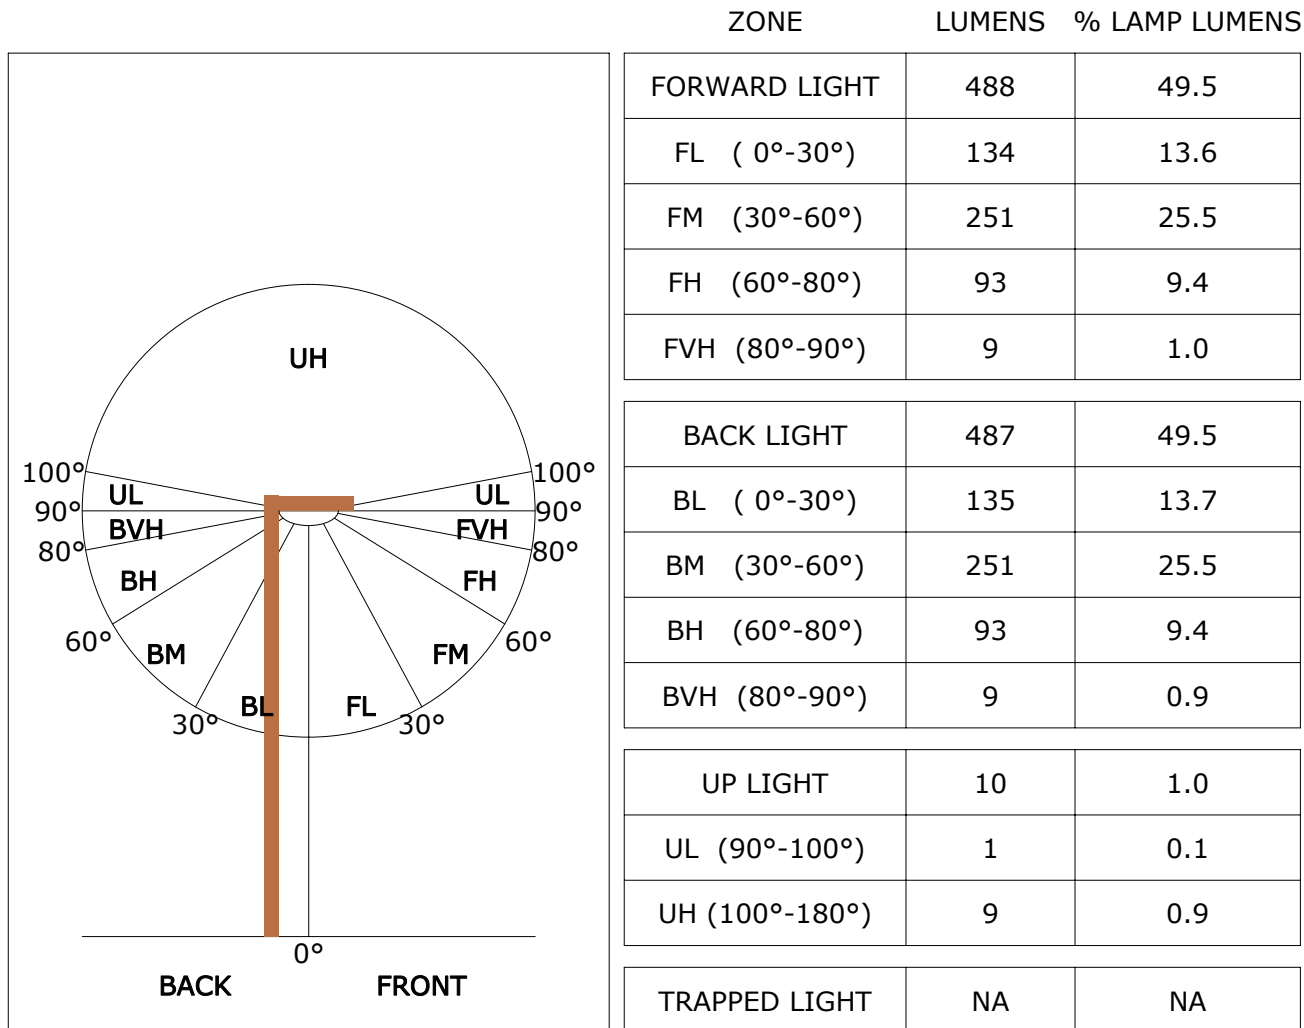 ZONE LUMENS % LAMP LUMENS
FORWARD LIGHT 488 49.5
FL ( 0°-30°) 134 13.6
FM (30°-60°) 251 25.5
FH (60°-80°) 93 9.4
FVH (80°-90°) 9 1.0
BACK LIGHT 487 49.5
BL ( 0°-30°) 135 13.7
BM (30°-60°) 251 25.5
BH (60°-80°) 93 9.4
BVH (80°-90°) 9 0.9
UP LIGHT 10 1.0
UL (90°-100°) 1 0.1
UH (100°-180°) 9 0.9
TRAPPED LIGHT NA NA
UH
100° 100°
UL UL
90° 90°
BVH FVH
80° 80°
BH FH
60° 60°
BM FM
BL FL
30° 30°
0°
BACK FRONT